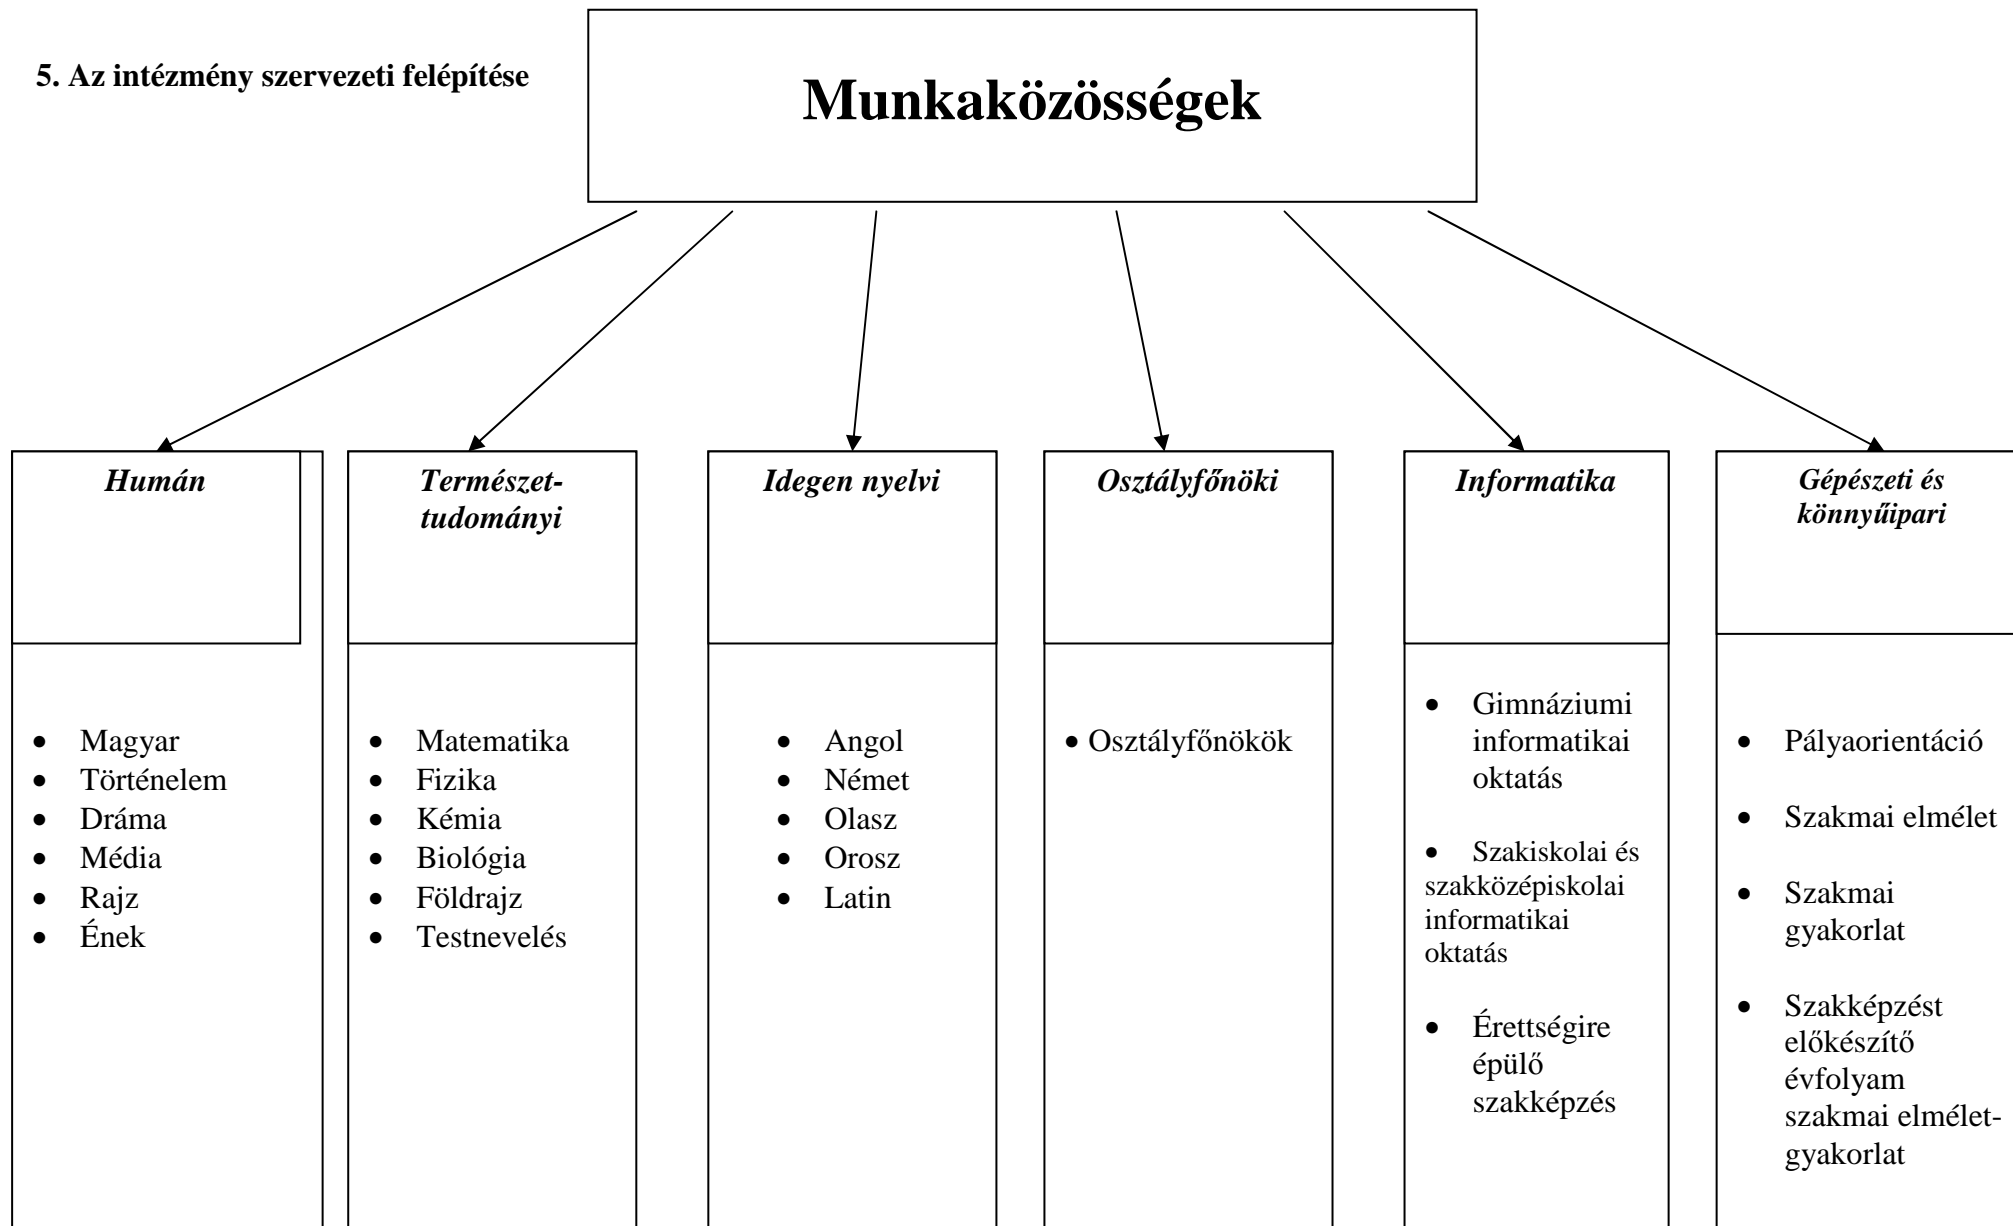 5. Az intézmény szervezeti felépítése
Munkaközösségek
Humán
• Magyar
• Történelem
• Dráma
• Média
• Rajz
• Ének
Természet-
tudományi
• Matematika
• Fizika
• Kémia
• Biológia
• Földrajz
• Testnevelés
Idegen nyelvi
• Angol
• Német
• Olasz
• Orosz
• Latin
Osztályfőnöki
• Osztályfőnökök
Informatika
• Gimnáziumi
informatikai
oktatás
• Szakiskolai és
szakközépiskolai
informatikai
oktatás
• Érettségire
épülő
szakképzés
Gépészeti és
könnyűipari
• Pályaorientáció
• Szakmai elmélet
• Szakmai
gyakorlat
• Szakképzést
előkészítő
évfolyam
szakmai elmélet-
gyakorlat